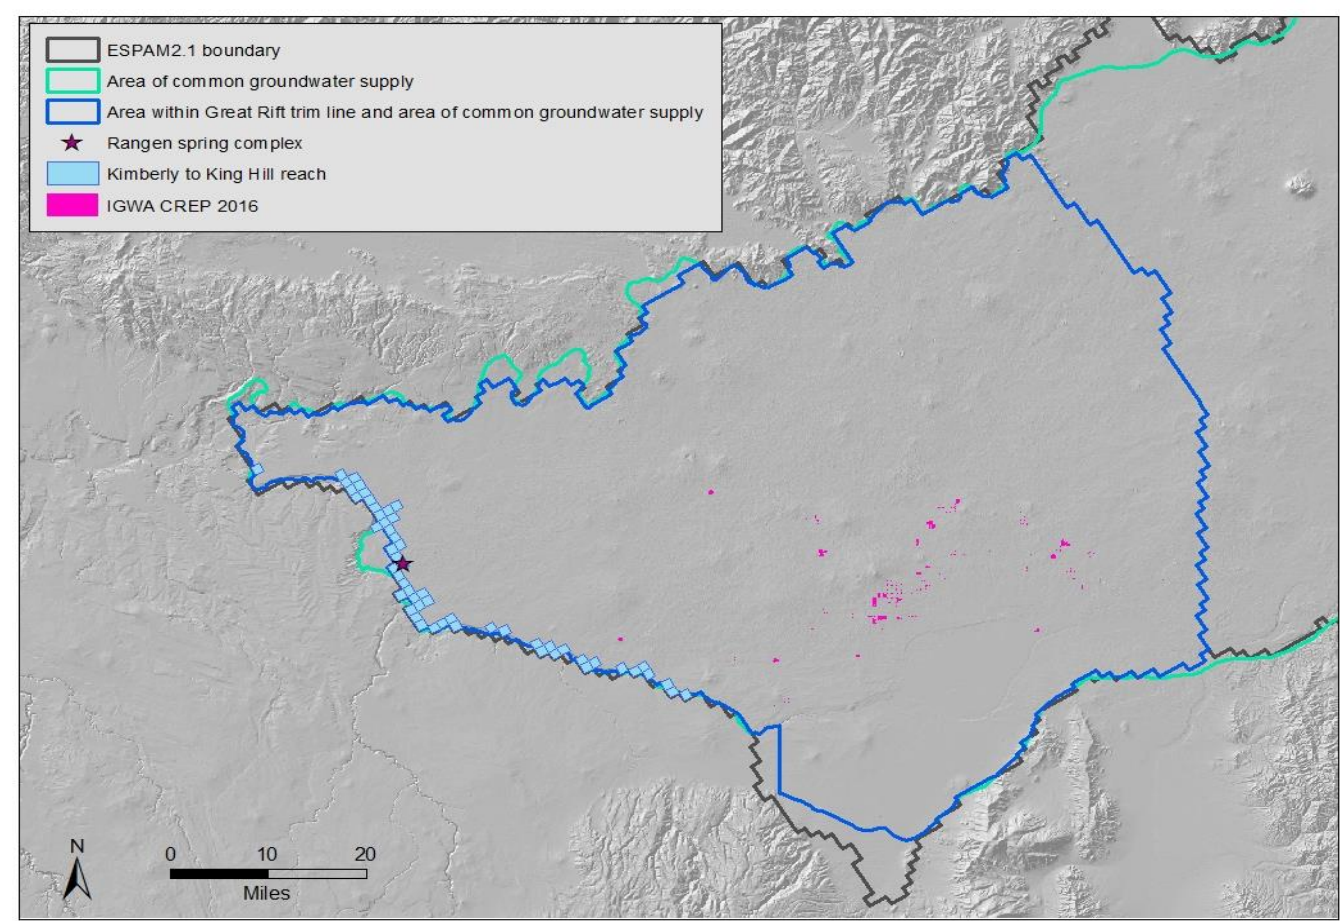 ESPAM2.1 boundary
Area of common groundwater supply
Area within Great Rift trim line and area of common groundwater supply
Rangen spring complex
Kimberly to King Hill reach
IGWA CREP 2016
N
0 10 20
Miles